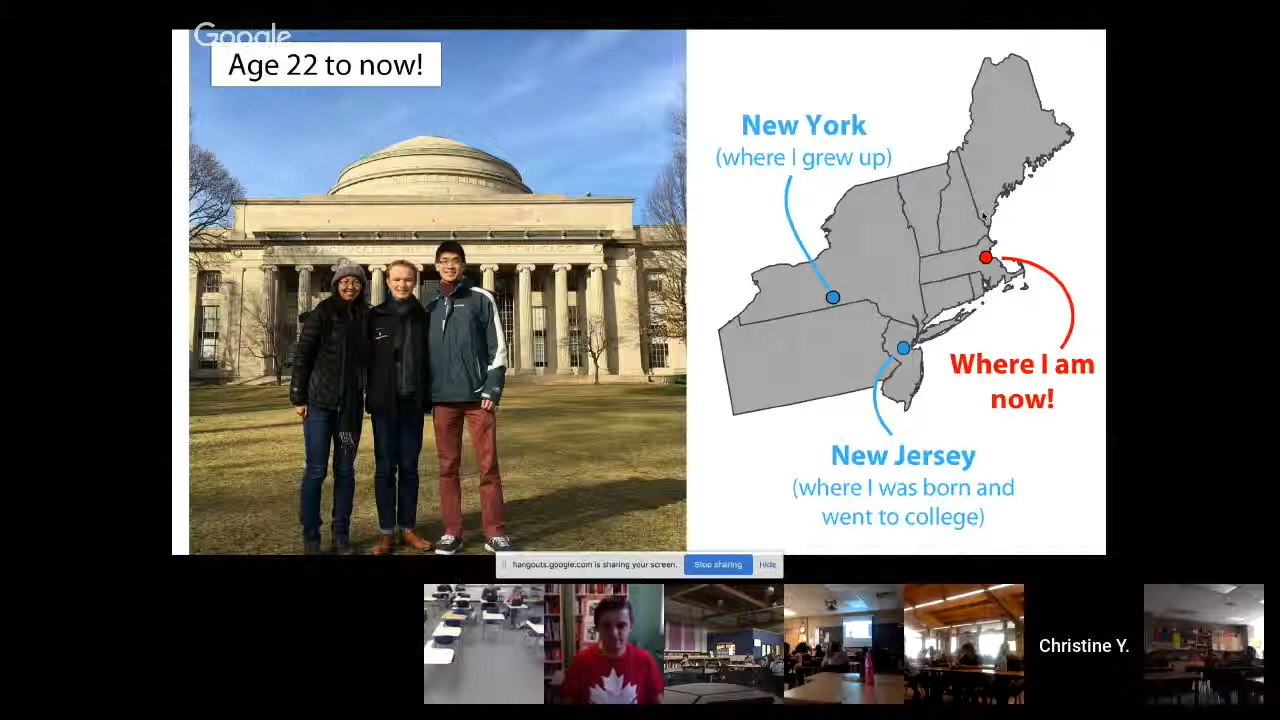 Google
Age 22 to now!
New York
(where I grew up)
Where I am
now!
New Jersey
(where I was born and
went to college)
hangouts.google.com is sharing your screen.
Stop sharing
Hide
Christine Y.